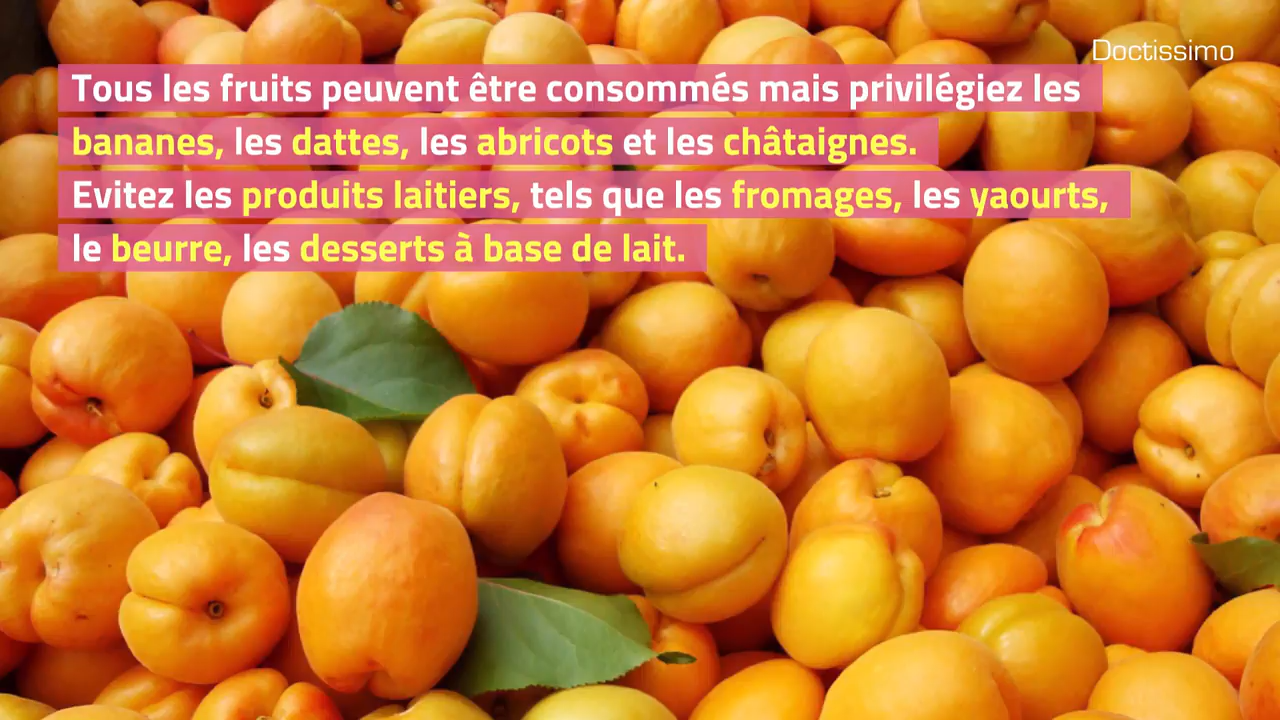 Doctissimo
Tous les fruits peuvent être consommés mais privilégiez les
bananes, les dattes, les abricots et les châtaignes.
Evitez les produits laitiers, tels que les fromages, les yaourts,
le beurre, les desserts à base de lait.